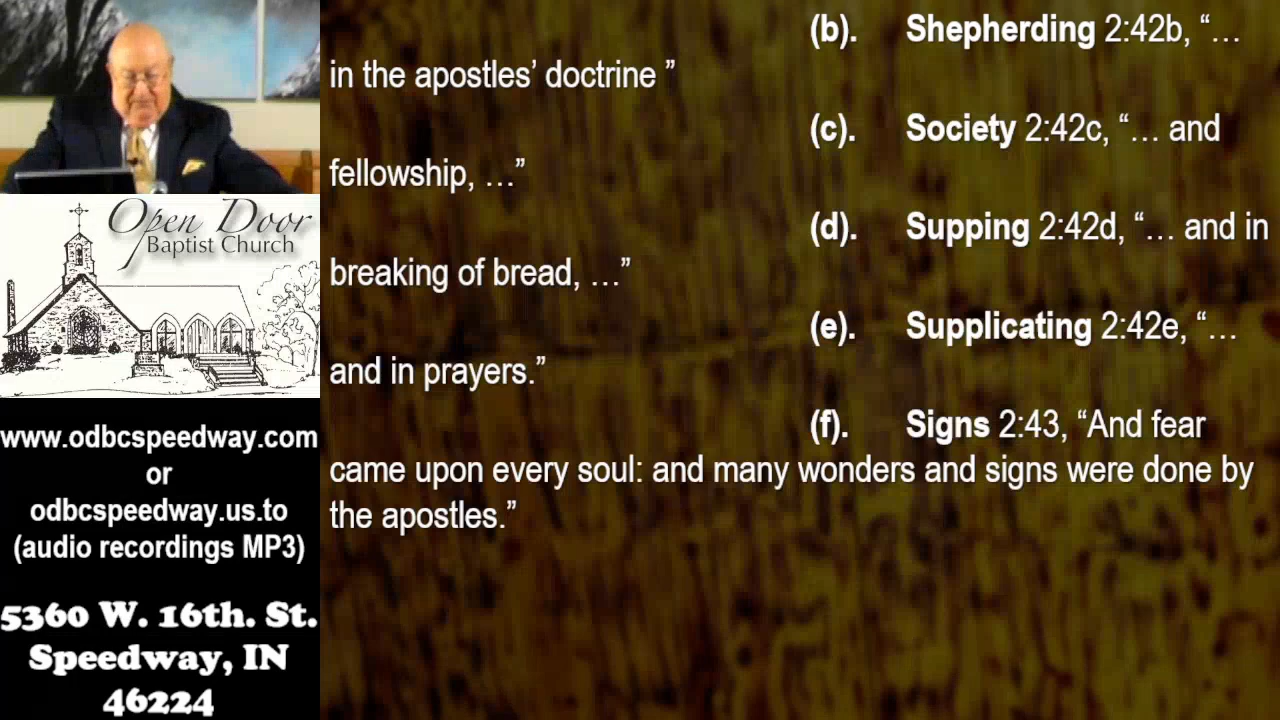 Open Door
Baptist Church
www.odbcspeedway.com
or
odbcspeedway.us.to
(audio recordings MP3)
5360 W. 16th. St.
Speedway, IN
46224
(b). Shepherding 2:42b, “…
in the apostles’ doctrine ”
(c). Society 2:42c, “… and
fellowship, …”
(d). Supping 2:42d, “… and in
breaking of bread, …”
(e). Supplicating 2:42e, “…
and in prayers.”
(f). Signs 2:43, “And fear
came upon every soul: and many wonders and signs were done by
the apostles.”